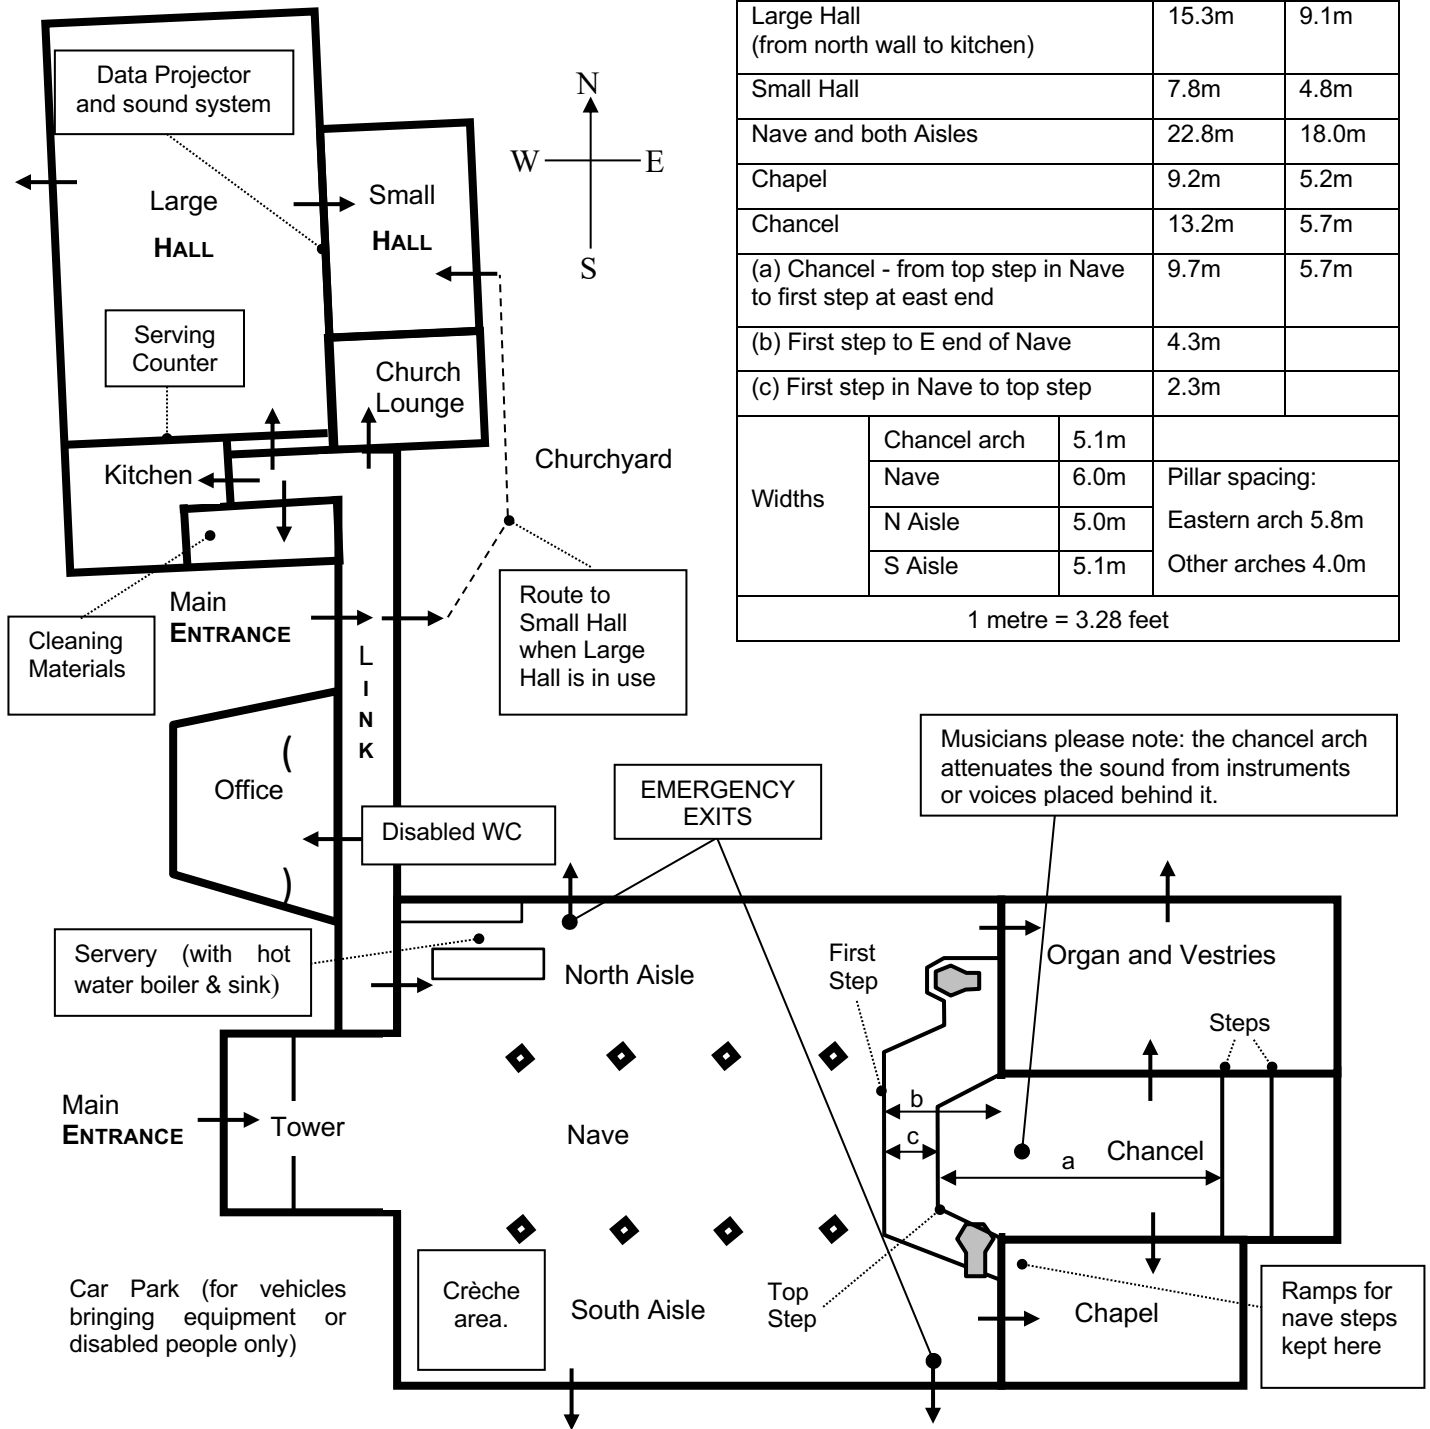 Large Hall 15.3m 9.1m
(from north wall to kitchen)
Small Hall 7.8m 4.8m
Nave and both Aisles 22.8m 18.0m
Chapel 9.2m 5.2m
Chancel 13.2m 5.7m
(a) Chancel - from top step in Nave 9.7m 5.7m
to first step at east end
(b) First step to E end of Nave 4.3m
(c) First step in Nave to top step 2.3m
Widths
Chancel arch 5.1m
Nave 6.0m
N Aisle 5.0m
S Aisle 5.1m
Pillar spacing:
Eastern arch 5.8m
Other arches 4.0m
1 metre = 3.28 feet
Data Projector
and sound system
N
W E
S
Large
HALL
Small
HALL
Serving
Counter
Church
Lounge
Kitchen
Churchyard
Cleaning
Materials
Main
ENTRANCE
Route to
Small Hall
when Large
Hall is in use
L
I
N
K
Office
( )
Disabled WC
EMERGENCY
EXITS
Musicians please note: the chancel arch
attenuates the sound from instruments
or voices placed behind it.
Servery (with hot
water boiler & sink)
North Aisle
First
Step
Organ and Vestries
Steps
Main
ENTRANCE
Tower
Nave
b
c
a
Chancel
Car Park (for vehicles
bringing equipment or
disabled people only)
Crèche
area.
South Aisle
Top
Step
Chapel
Ramps for
nave steps
kept here